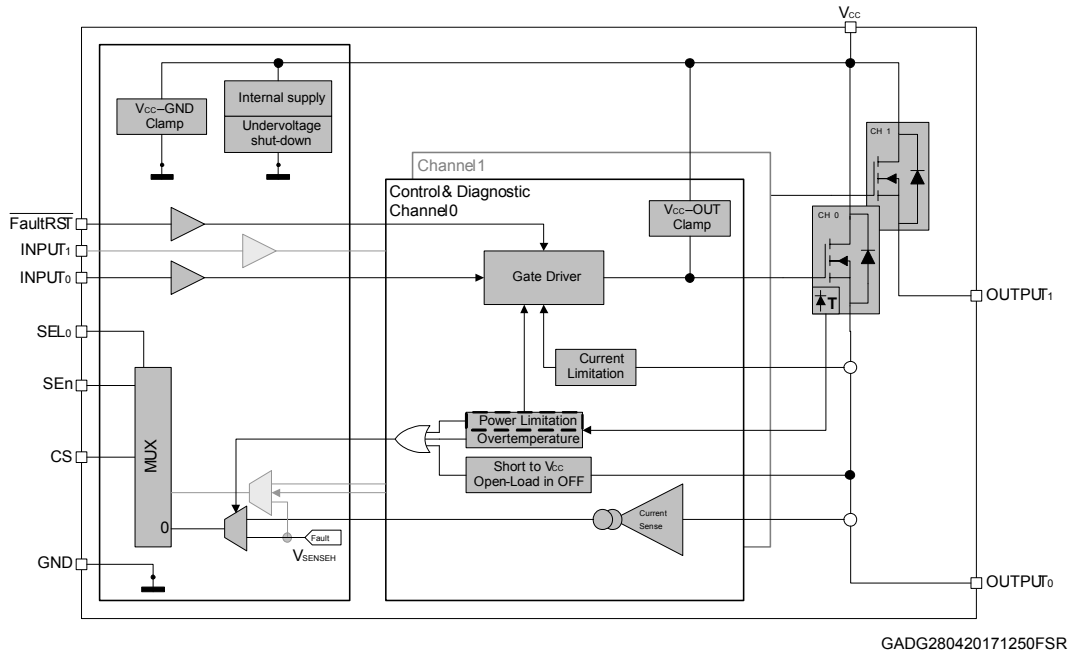 Vcc
Vcc–GND
Clamp
Internal supply
Undervoltage
shut-down
CH 1
Channel1
Control & Diagnostic
Channel0
Vcc–OUT
Clamp
CH 0
T
FaultRST
INPUT1
INPUT0
Gate Driver
OUTPUT1
SEL0
SEn
CS
GND
Current
Limitation
Power Limitation
Overtemperature
Short to Vcc
Open-Load in OFF
MUX
0
Current
Sense
Fault
VSENSEH
OUTPUT0
GADG280420171250FSR